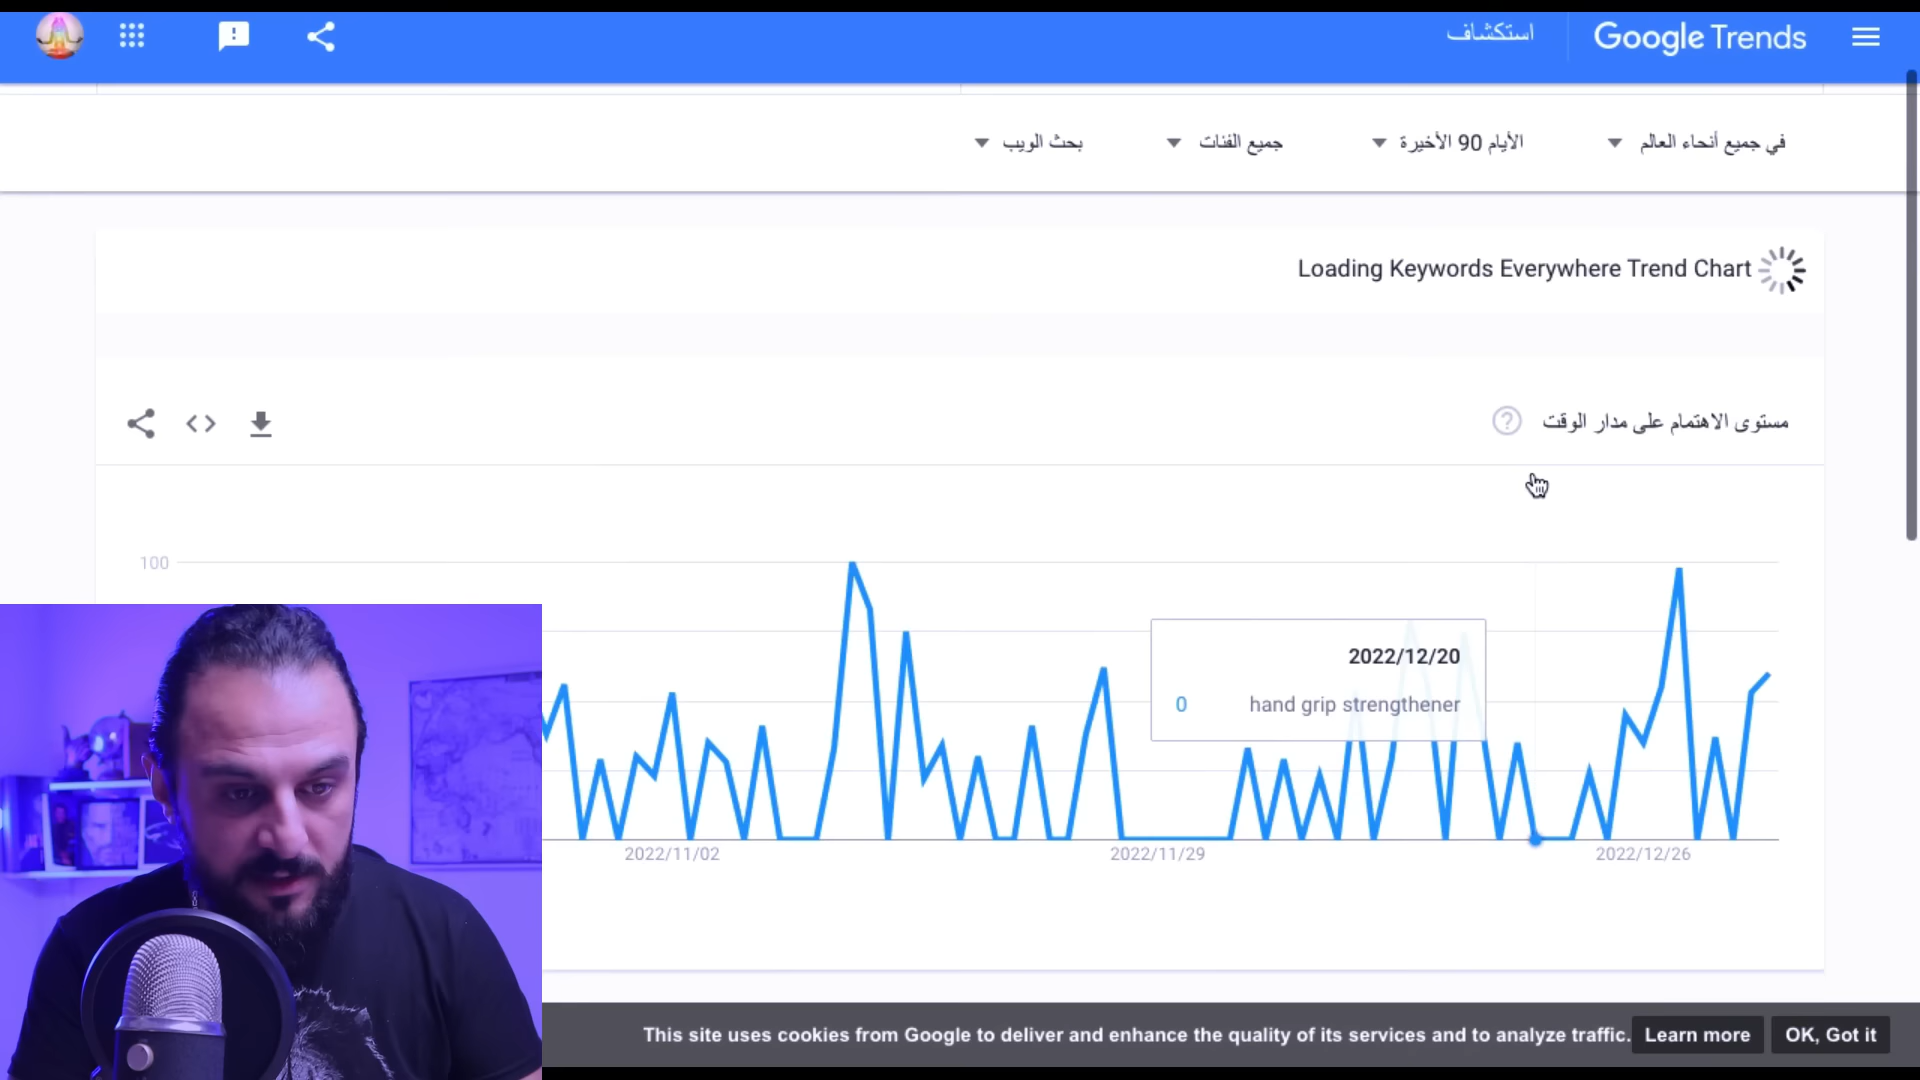 استكشاف
Google Trends
في جميع أنحاء العالم
الأيام 90 الأخيرة
جميع الفئات
بحث الويب
Loading Keywords Everywhere Trend Chart
مستوى الاهتمام على مدار الوقت
100
2022/12/20
0 hand grip strengthener
2022/11/02
2022/11/29
2022/12/26
This site uses cookies from Google to deliver and enhance the quality of its services and to analyze traffic.
Learn more
OK, Got it